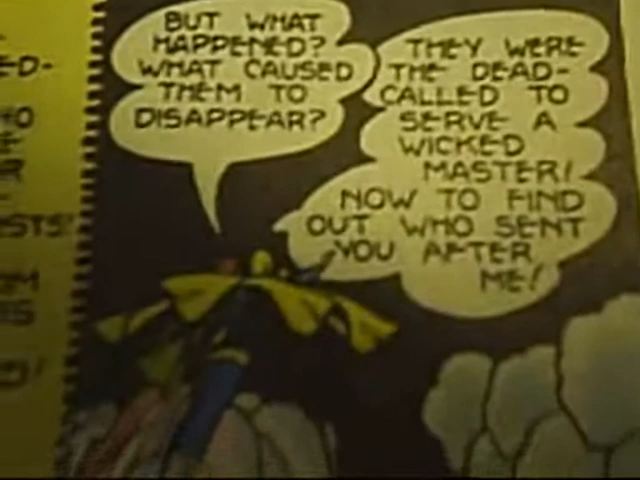 BUT WHAT
HAPPENED?
WHAT CAUSED
THEM TO
DISAPPEAR?
THEY WERE
THE DEAD-
CALLED TO
SERVE A
WICKED
MASTER!
NOW TO FIND
OUT WHO SENT
YOU AFTER
ME!